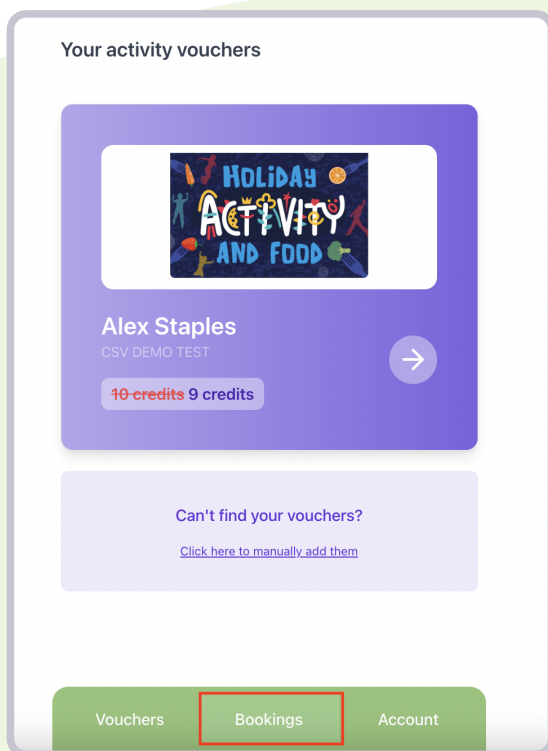 Your activity vouchers
HOLiDAY
ACTiViTY
AND FOOD
Alex Staples
CSV DEMO TEST
10 credits 9 credits
Can't find your vouchers?
Click here to manually add them
Vouchers Bookings Account